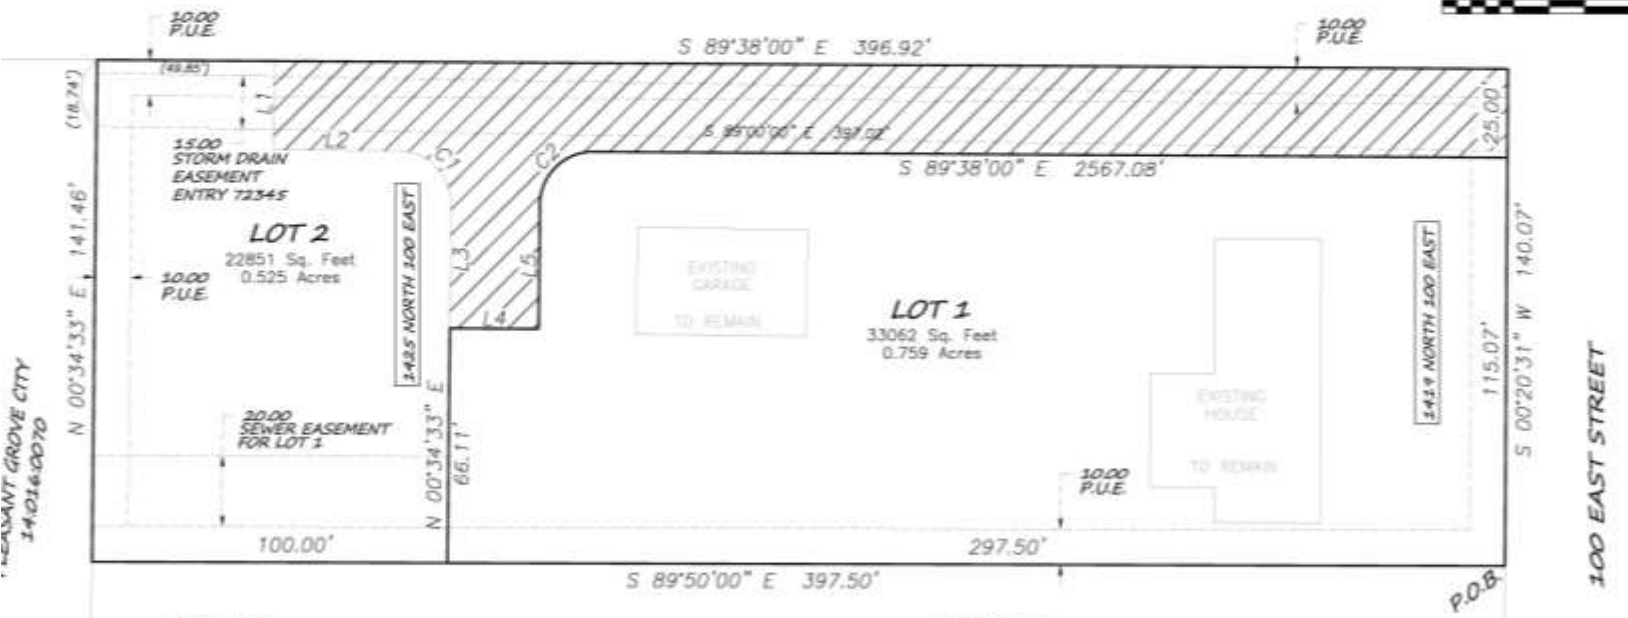 10.00
P.U.E.
10.00
P.U.E.
S 89°38'00" E 396.92'
(49.85')
(18.74')
L1
25.00'
S 89°00'00" E 397.02'
L2
C1
C2
S 89°38'00" E 2567.08'
15.00
STORM DRAIN
EASEMENT
ENTRY 72345
N 00°34'33" E 141.46'
LOT 2
22851 Sq. Feet
0.525 Acres
1425 NORTH 100 EAST
10.00
P.U.E.
L3
L5
L4
EXISTING
GARAGE
TO REMAIN
LOT 1
33062 Sq. Feet
0.759 Acres
1419 NORTH 100 EAST
S 00°20'31" W 140.07'
115.07'
EXISTING
HOUSE
TO REMAIN
PLEASANT GROVE CITY
14:016:0070
20.00
SEWER EASEMENT
FOR LOT 1
N 00°34'33" E
66.11'
10.00
P.U.E.
100 EAST STREET
100.00'
297.50'
S 89°50'00" E 397.50'
P.O.B.